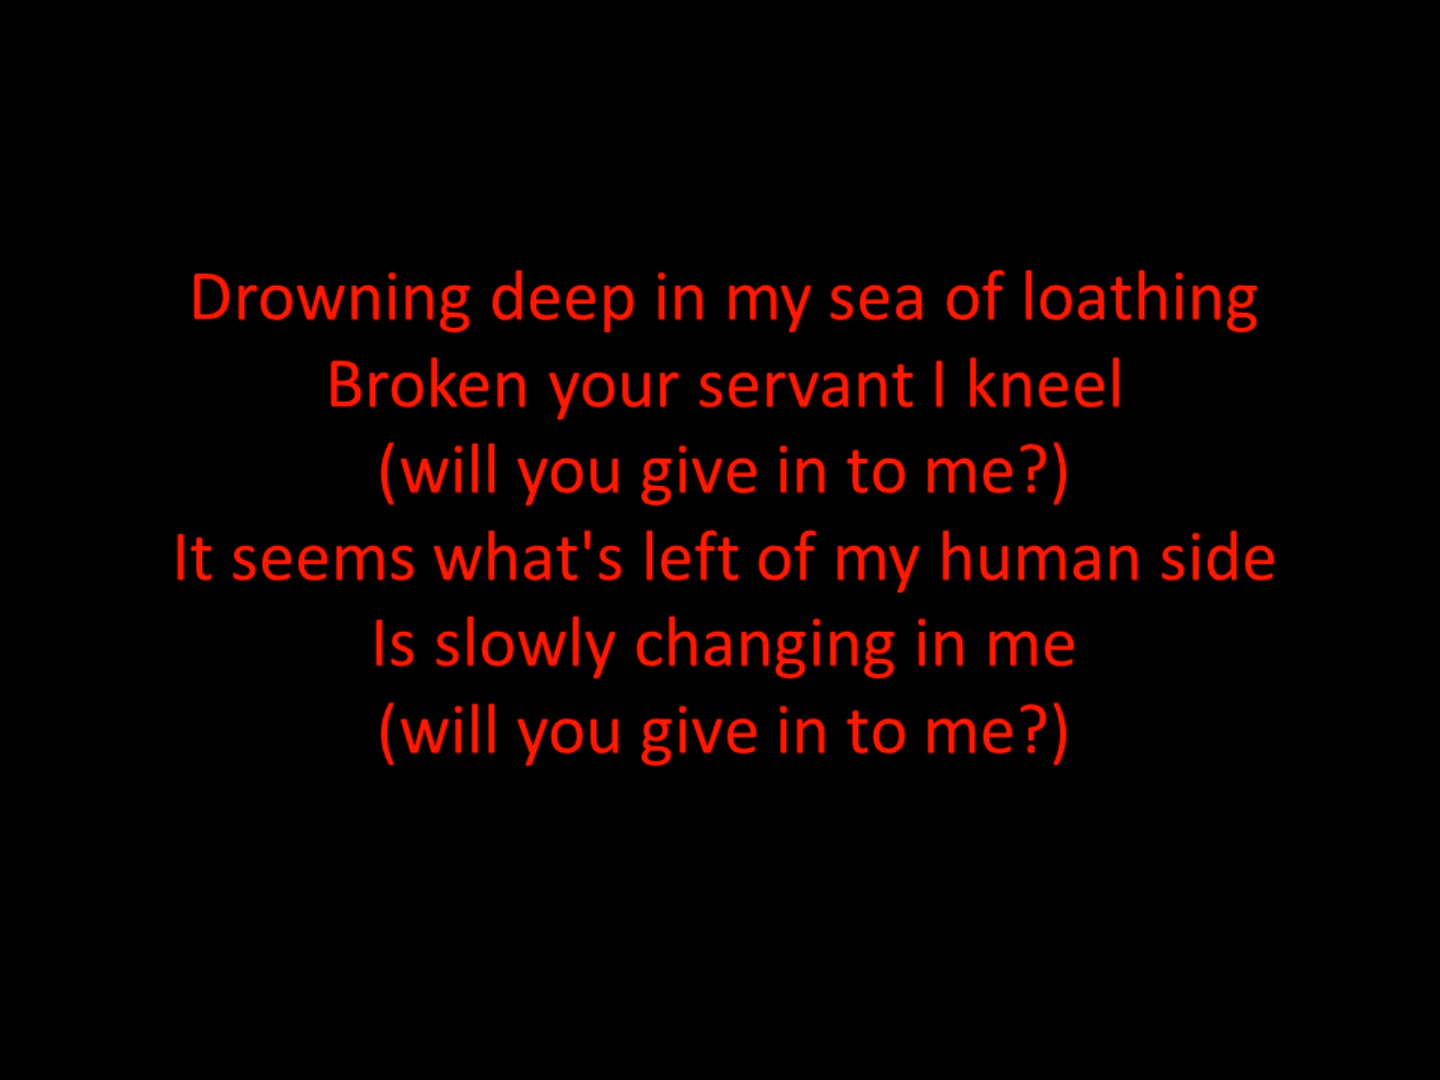 Drowning deep in my sea of loathing
Broken your servant I kneel
(will you give in to me?)
It seems what's left of my human side
Is slowly changing in me
(will you give in to me?)